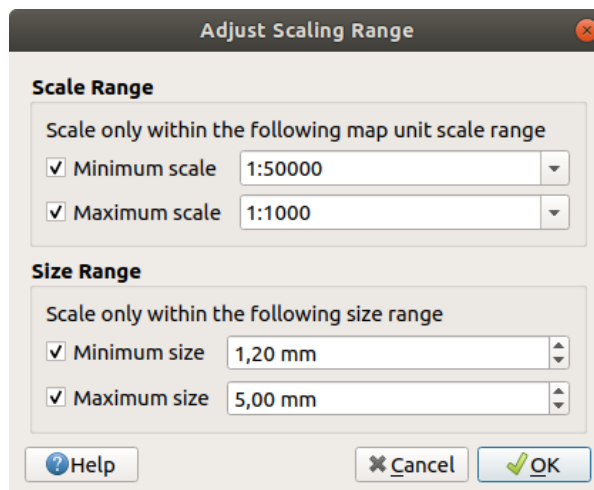 Adjust Scaling Range
Scale Range
Scale only within the following map unit scale range
Minimum scale 1:50000
Maximum scale 1:1000
Size Range
Scale only within the following size range
Minimum size 1,20 mm
Maximum size 5,00 mm
Help Cancel OK